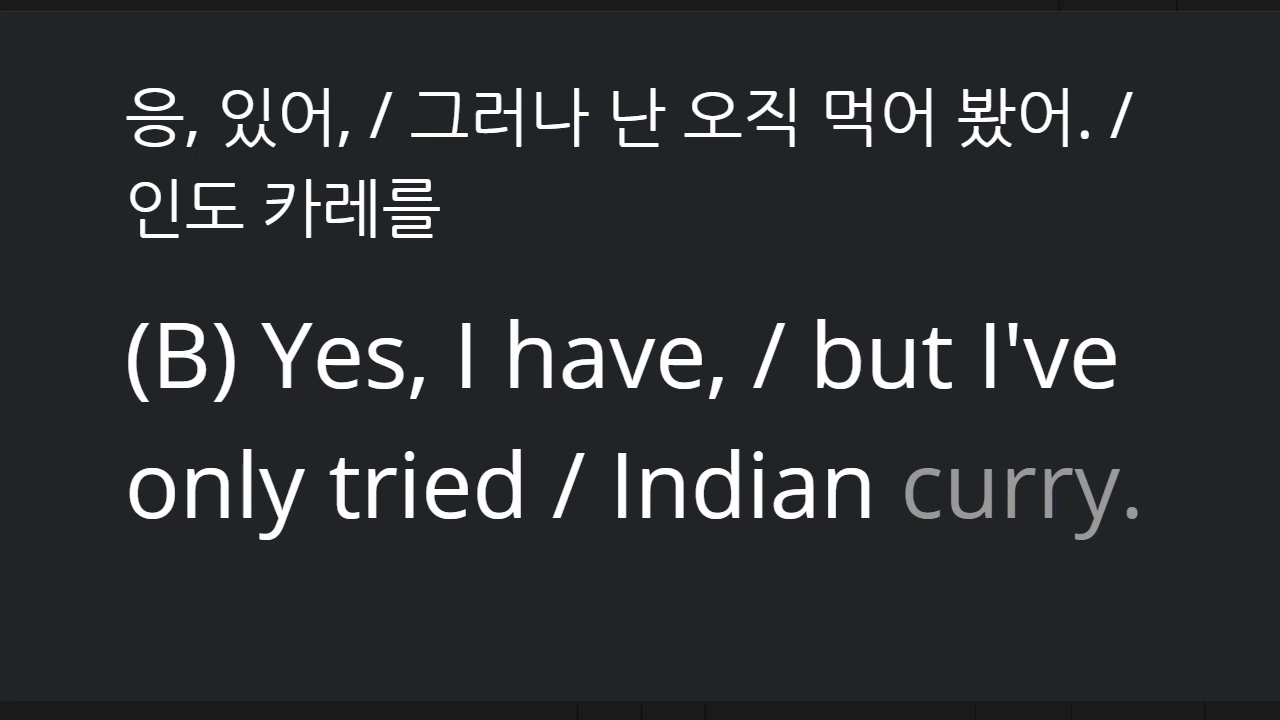 응, 있어, / 그러나 난 오직 먹어 봤어. /
인도 카레를
(B) Yes, I have, / but I've
only tried / Indian curry.